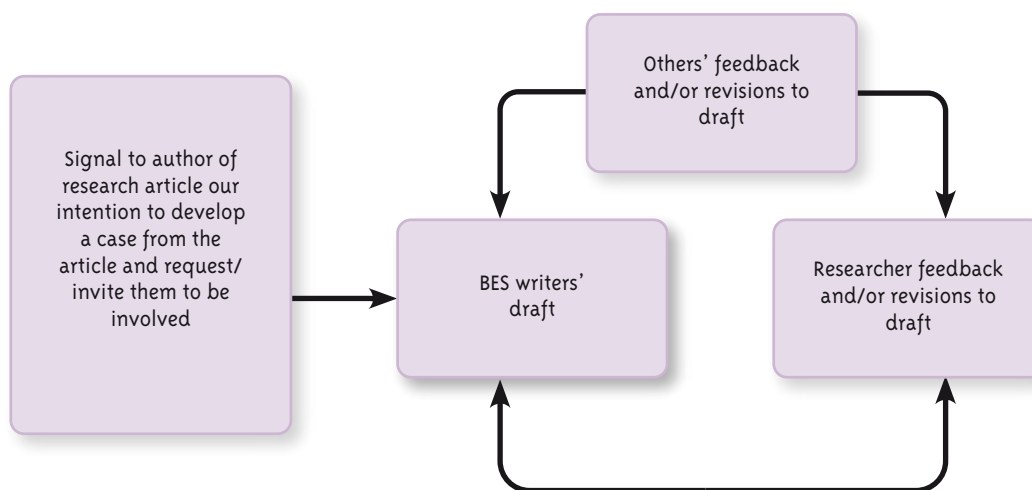 Signal to author of
research article our
intention to develop
a case from the
article and request/
invite them to be
involved
Others’ feedback
and/or revisions to
draft
BES writers’
draft
Researcher feedback
and/or revisions to
draft